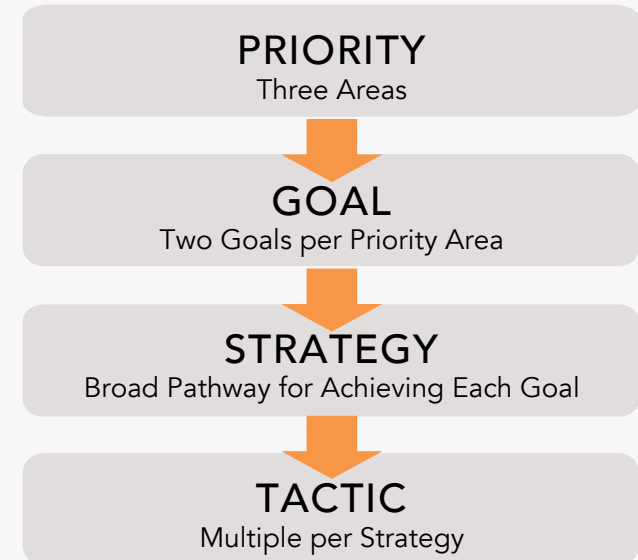 PRIORITY
Three Areas
GOAL
Two Goals per Priority Area
STRATEGY
Broad Pathway for Achieving Each Goal
TACTIC
Multiple per Strategy